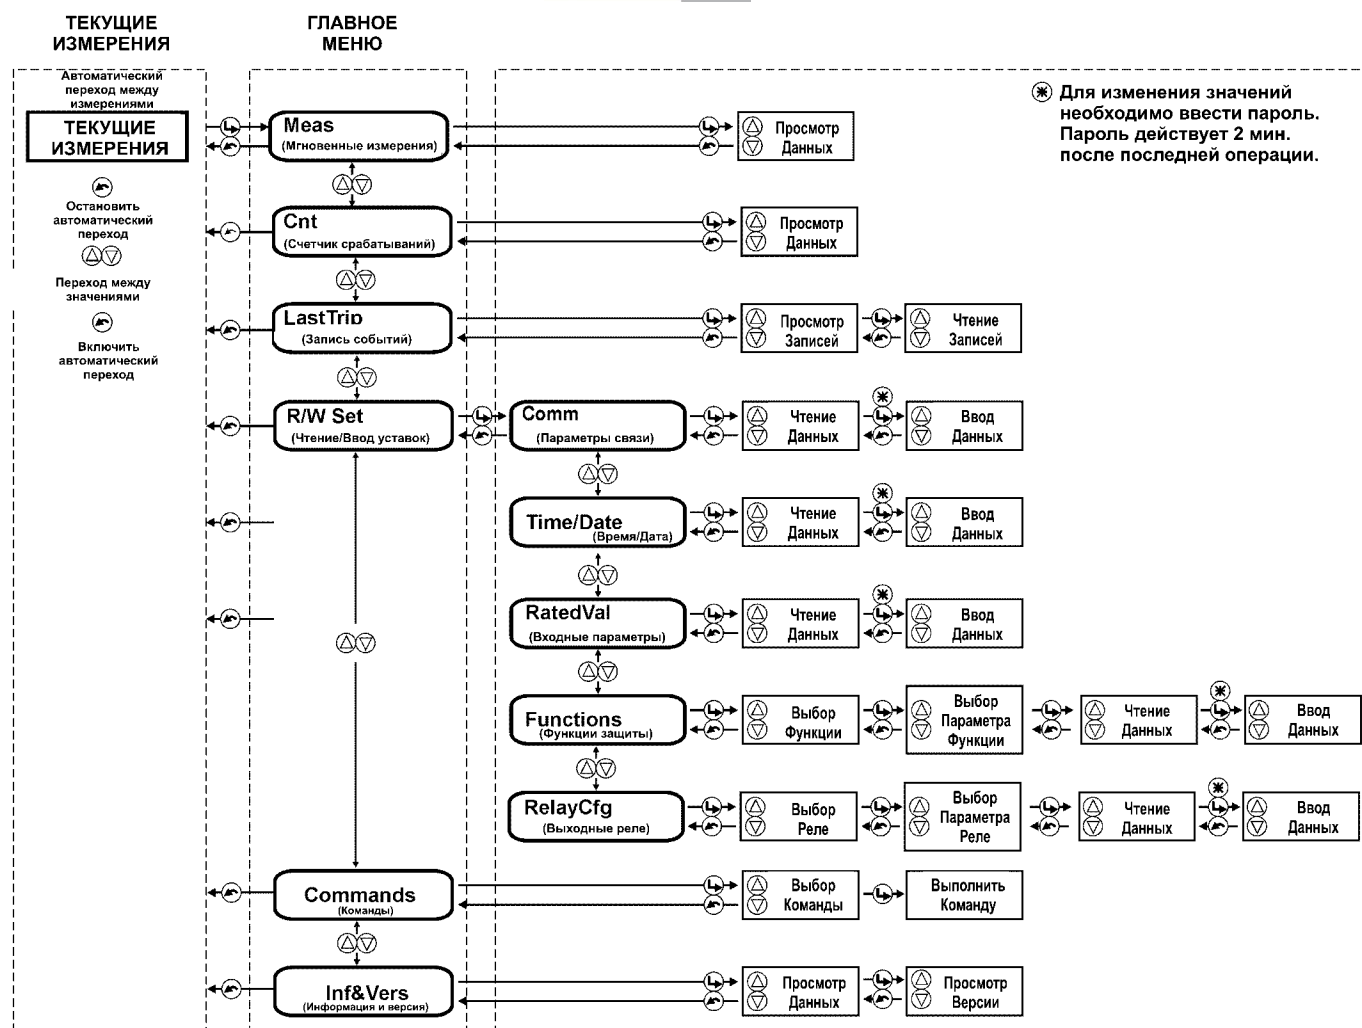 ТЕКУЩИЕ
ИЗМЕРЕНИЯ
ГЛАВНОЕ
МЕНЮ
Автоматический
переход между
измерениями
ТЕКУЩИЕ
ИЗМЕРЕНИЯ
Остановить
автоматический
переход
Переход между
значениями
Включить
автоматический
переход
Для изменения значений
необходимо ввести пароль.
Пароль действует 2 мин.
после последней операции.
Meas
(Мгновенные измерения)
Просмотр
Данных
Cnt
(Счетчик срабатываний)
Просмотр
Данных
LastTrip
(Запись событий)
Просмотр
Записей
Чтение
Записей
R/W Set
(Чтение/Ввод уставок)
Comm
(Параметры связи)
Чтение
Данных
Ввод
Данных
Time/Date
(Время/Дата)
Чтение
Данных
Ввод
Данных
RatedVal
(Входные параметры)
Чтение
Данных
Ввод
Данных
Functions
(Функции защиты)
Выбор
Функции
Выбор
Параметра
Функции
Чтение
Данных
Ввод
Данных
RelayCfg
(Выходные реле)
Выбор
Реле
Выбор
Параметра
Реле
Чтение
Данных
Ввод
Данных
Commands
(Команды)
Выбор
Команды
Выполнить
Команду
Inf&Vers
(Информация и версия)
Просмотр
Данных
Просмотр
Версии